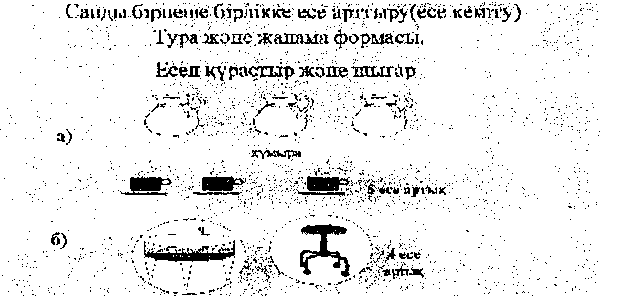 Санды бірнеше бірлікке есе арттыру(есе кеміту)
Тура және жанама формасы.
Есеп құрастыр және шығар
а)
құмыра
есе артық
б)
4 есе
артық